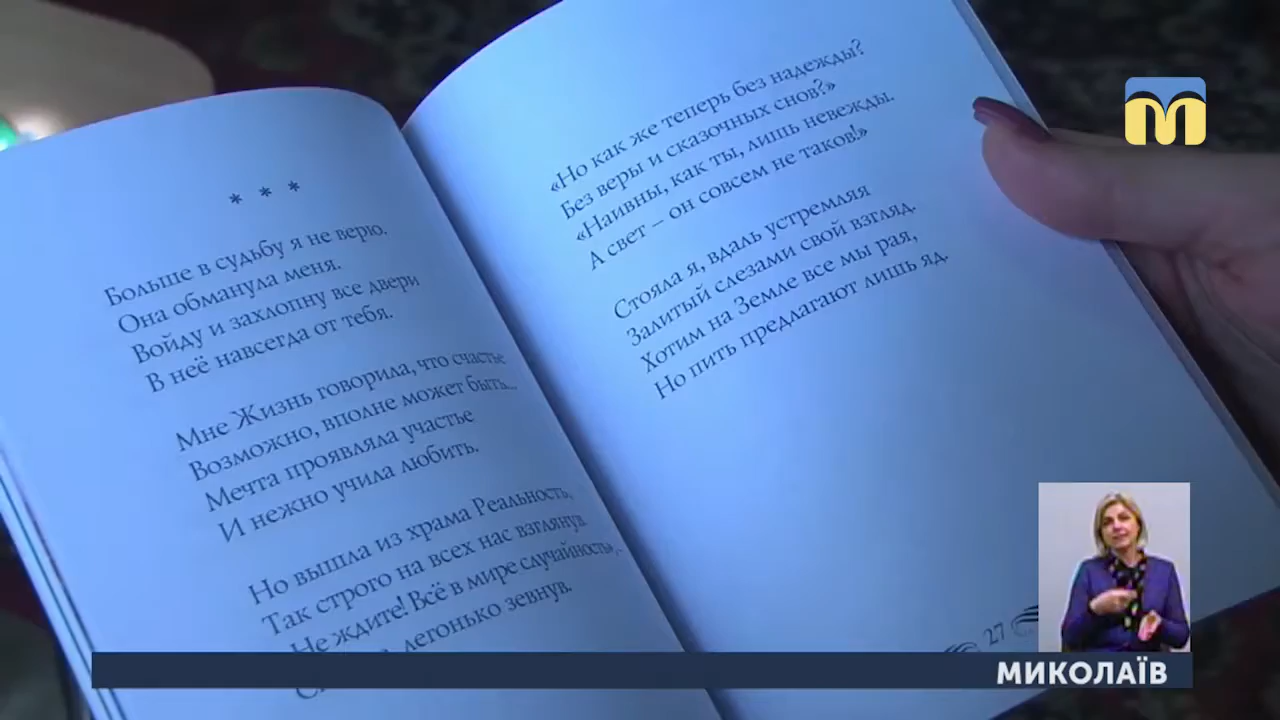 * * *
Больше в судьбу я не верю.
Она обманула меня.
Войду и захлопну все двери
В неё навсегда от тебя.
Мне Жизнь говорила, что счастье
Возможно, вполне может быть...
Мечта проявляла участье
И нежно учила любить.
Но вышла из храма Реальность,
Так строго на всех нас взглянув.
Не ждите! Всё в мире случайность»,-
легонько зевнув.
«Но как же теперь без надежды?
Без веры и сказочных снов?»
«Наивны, как ты, лишь невежды.
А свет – он совсем не таков!»
Стояла я, вдаль устремляя
Залитый слезами свой взгляд.
Хотим на Земле все мы рая,
Но пить предлагают лишь яд.
27
М
МИКОЛАЇВ